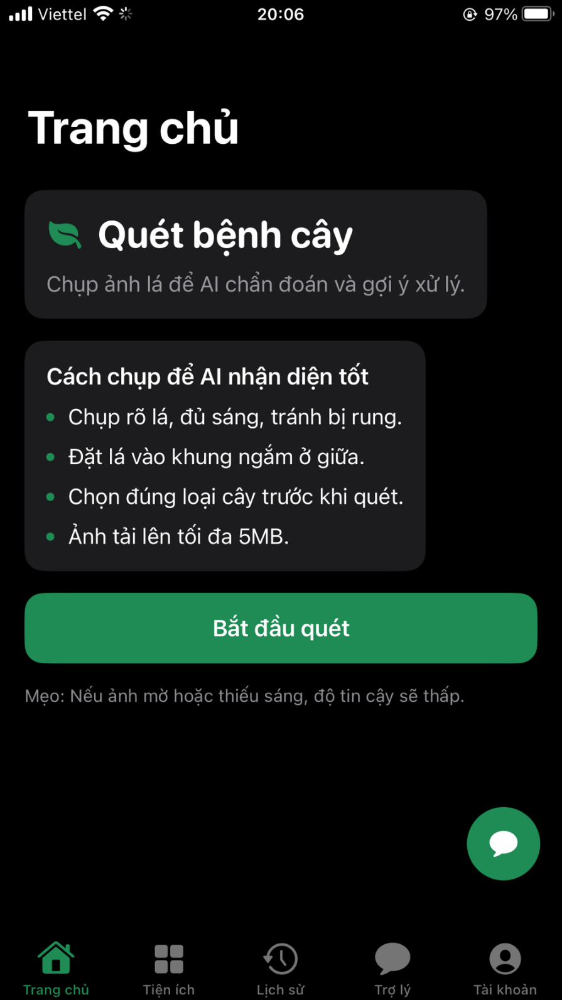 Viettel 20:06 97%
Trang chủ
Quét bệnh cây
Chụp ảnh lá để AI chẩn đoán và gợi ý xử lý.
Cách chụp để AI nhận diện tốt
Chụp rõ lá, đủ sáng, tránh bị rung.
Đặt lá vào khung ngắm ở giữa.
Chọn đúng loại cây trước khi quét.
Ảnh tải lên tối đa 5MB.
Bắt đầu quét
Mẹo: Nếu ảnh mờ hoặc thiếu sáng, độ tin cậy sẽ thấp.
Trang chủ Tiện ích Lịch sử Trợ lý Tài khoản